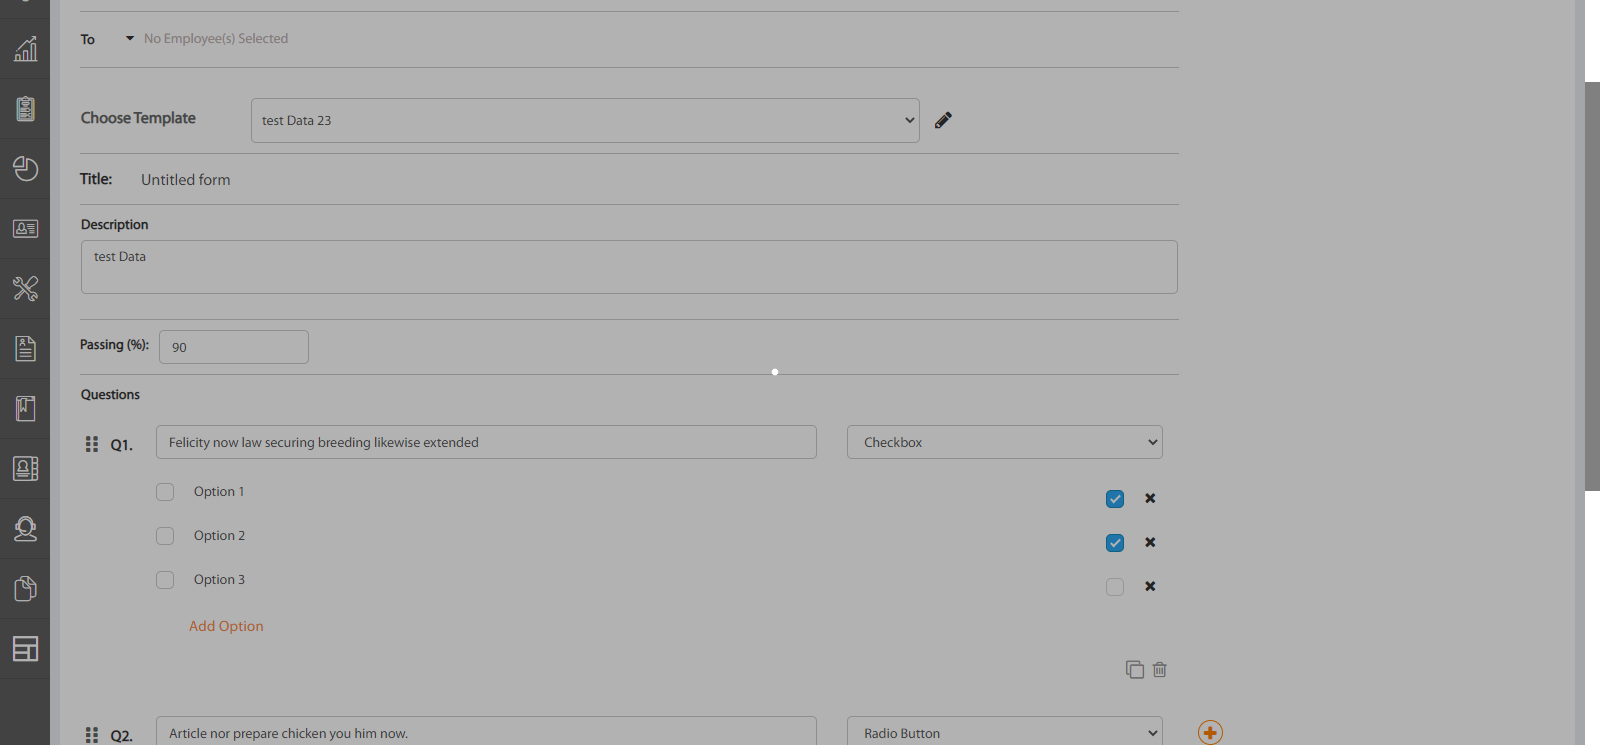 To No Employee(s) Selected
Choose Template test Data 23
Title: Untitled form
Description
test Data
Passing (%): 90
Questions
Q1. Felicity now law securing breeding likewise extended Checkbox
Option 1
Option 2
Option 3
Add Option
Q2. Article nor prepare chicken you him now. Radio Button